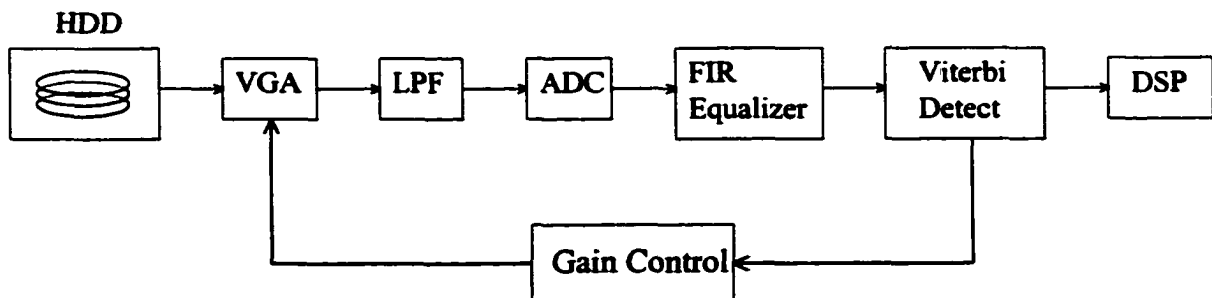 HDD
VGA
LPF
ADC
FIR
Equalizer
Viterbi
Detect
DSP
Gain Control